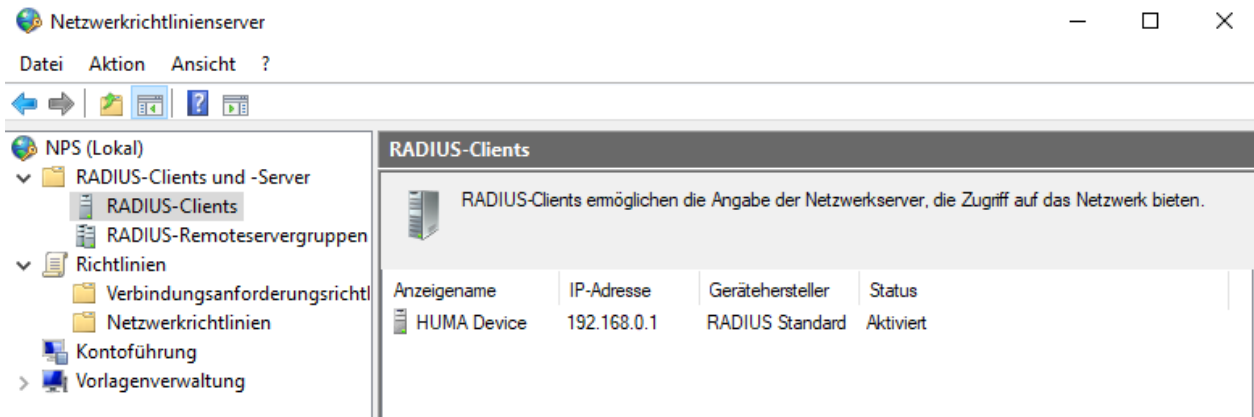 Netzwerkrichtlinienserver
Datei Aktion Ansicht ?
NPS (Lokal)
RADIUS-Clients und -Server
RADIUS-Clients
RADIUS-Remoteservergruppen
Richtlinien
Verbindungsanforderungsrichtl
Netzwerkrichtlinien
Kontoführung
Vorlagenverwaltung
RADIUS-Clients
RADIUS-Clients ermöglichen die Angabe der Netzwerkserver, die Zugriff auf das Netzwerk bieten.
Anzeigename IP-Adresse Gerätehersteller Status
HUMA Device 192.168.0.1 RADIUS Standard Aktiviert